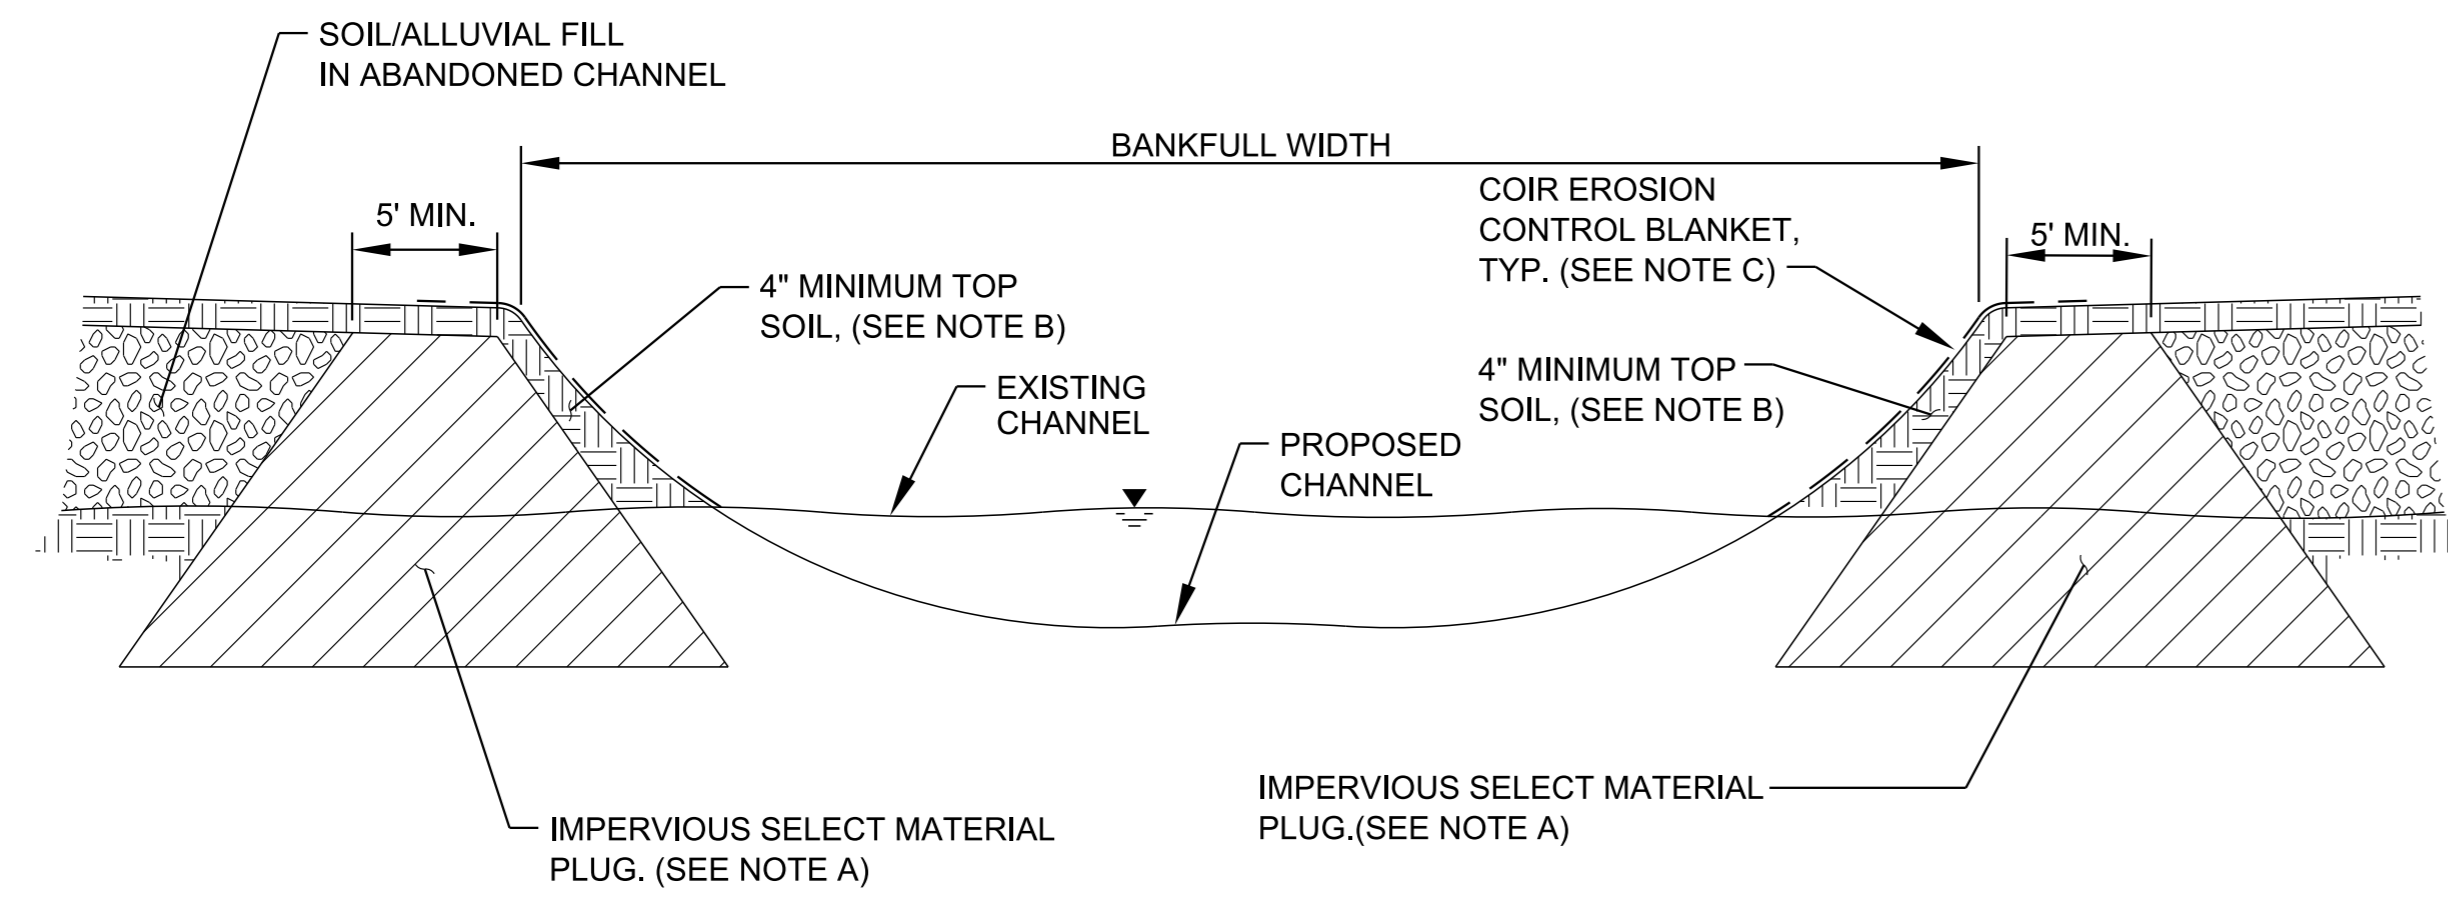 SOIL/ALLUVIAL FILL
IN ABANDONED CHANNEL
BANKFULL WIDTH
5' MIN.
COIR EROSION
CONTROL BLANKET,
TYP. (SEE NOTE C)
5' MIN.
4" MINIMUM TOP
SOIL, (SEE NOTE B)
4" MINIMUM TOP
SOIL, (SEE NOTE B)
EXISTING
CHANNEL
PROPOSED
CHANNEL
IMPERVIOUS SELECT MATERIAL
PLUG. (SEE NOTE A)
IMPERVIOUS SELECT MATERIAL
PLUG.(SEE NOTE A)